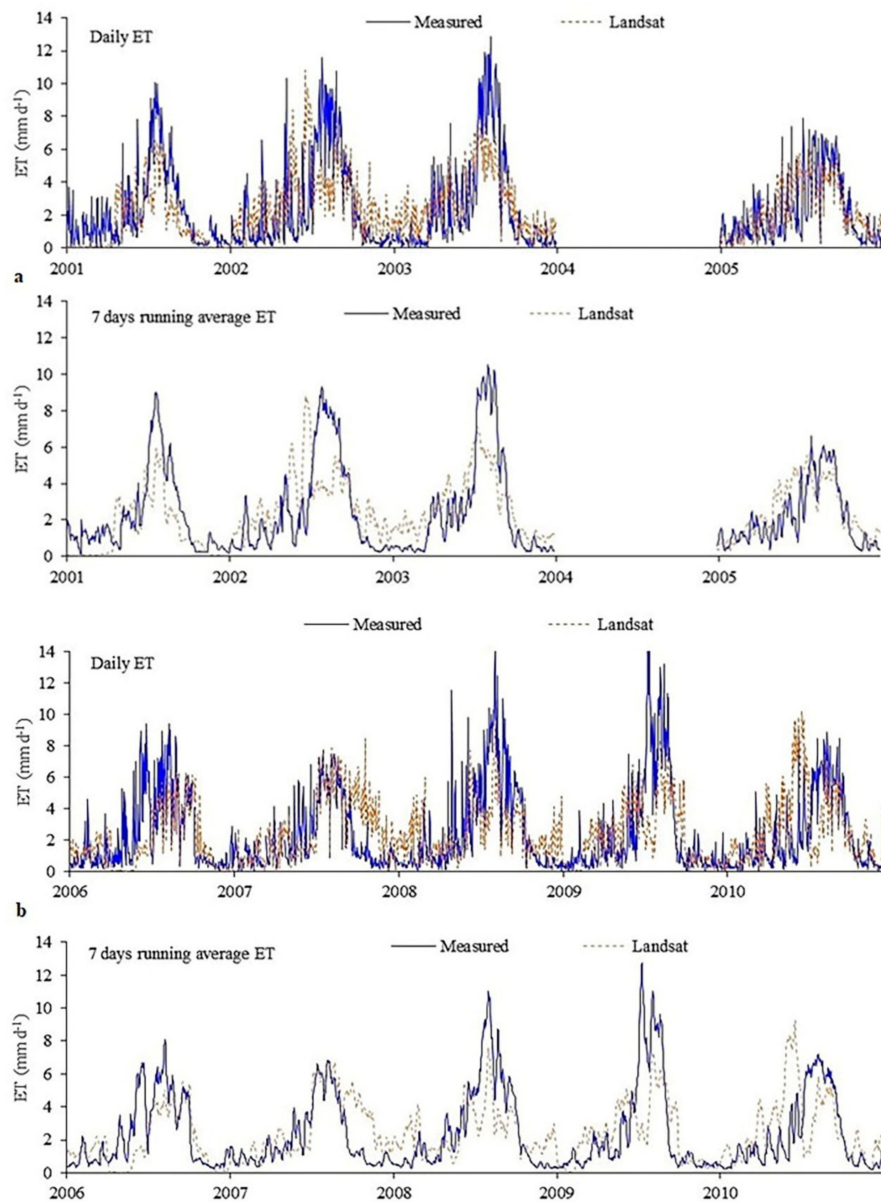 Measured Landsat
Daily ET
ET (mm d⁻¹)
14
12
10
8
6
4
2
0
2001 2002 2003 2004 2005
a
7 days running average ET Measured Landsat
ET (mm d⁻¹)
14
12
10
8
6
4
2
0
2001 2002 2003 2004 2005
Measured Landsat
Daily ET
ET (mm d⁻¹)
14
12
10
8
6
4
2
0
2006 2007 2008 2009 2010
b
7 days running average ET Measured Landsat
ET (mm d⁻¹)
14
12
10
8
6
4
2
0
2006 2007 2008 2009 2010